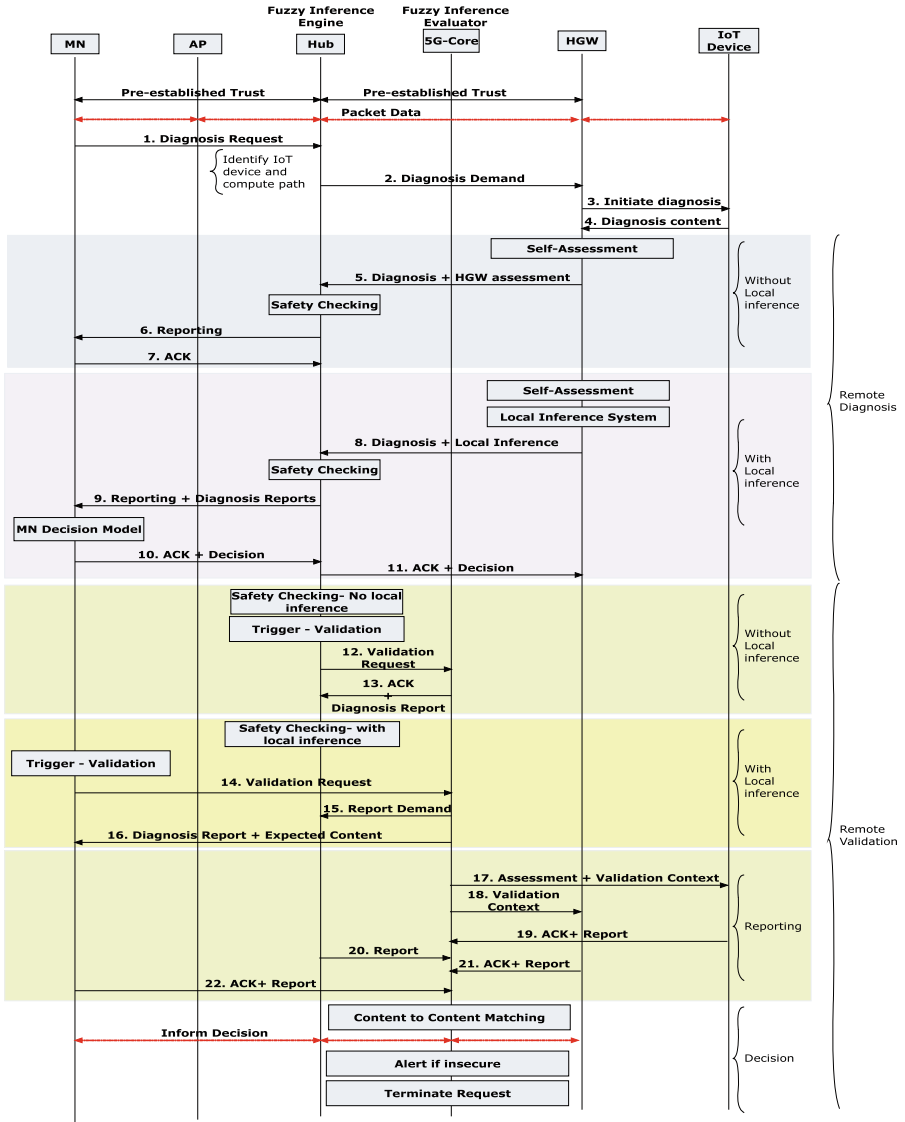 Fuzzy Inference
Engine
Fuzzy Inference
Evaluator
MN
AP
Hub
5G-Core
HGW
IoT
Device
Pre-established Trust
Pre-established Trust
Packet Data
1. Diagnosis Request
Identify IoT
device and
compute path
2. Diagnosis Demand
3. Initiate diagnosis
4. Diagnosis content
Self-Assessment
5. Diagnosis + HGW assessment
Safety Checking
6. Reporting
7. ACK
Without
Local
inference
Self-Assessment
Local Inference System
8. Diagnosis + Local Inference
Safety Checking
9. Reporting + Diagnosis Reports
MN Decision Model
10. ACK + Decision
11. ACK + Decision
With
Local
inference
Remote
Diagnosis
Safety Checking- No local
inference
Trigger - Validation
12. Validation
Request
13. ACK
+
Diagnosis Report
Without
Local
inference
Safety Checking- with
local inference
Trigger - Validation
14. Validation Request
15. Report Demand
16. Diagnosis Report + Expected Content
With
Local
inference
Remote
Validation
17. Assessment + Validation Context
18. Validation
Context
19. ACK+ Report
20. Report
21. ACK+ Report
22. ACK+ Report
Reporting
Content to Content Matching
Inform Decision
Alert if insecure
Terminate Request
Decision